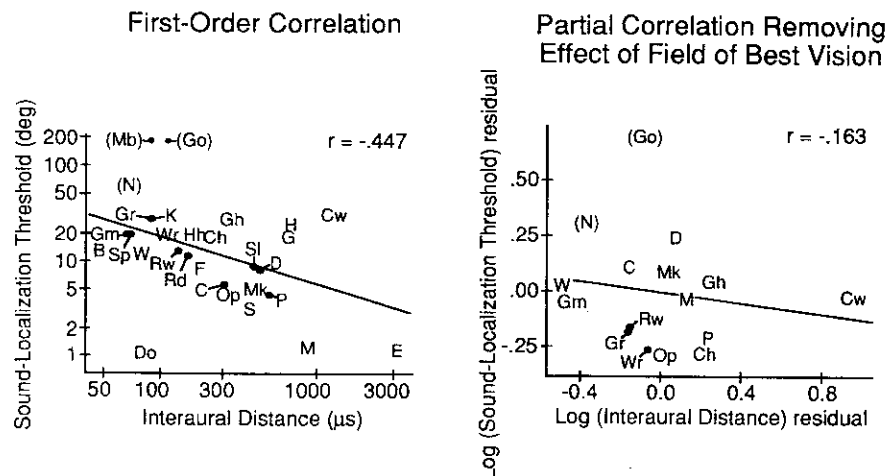 First-Order Correlation
Sound-Localization Threshold (deg)
200
100
50
20
10
5
2
1
r = -.447
(Mb) (Go)
(N)
Gr K Gh H Cw
Gm Wr Hh Ch G
B Sp W Rw Rd F Sl D
C Op Mk P
S
Do M E
50 100 300 1000 3000
Interaural Distance (µs)
Partial Correlation Removing
Effect of Field of Best Vision
Log (Sound-Localization Threshold) residual
.50
.25
.00
-.25
r = -.163
(Go)
(N) D
C Mk Gh
W Gm M Cw
Rw
Gr Wr Op P Ch
-0.4 0.0 0.4 0.8
Log (Interaural Distance) residual